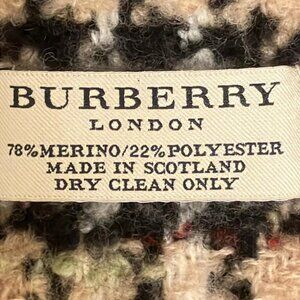 BURBERRY
LONDON
78%MERINO/22%POLYESTER
MADE IN SCOTLAND
DRY CLEAN ONLY